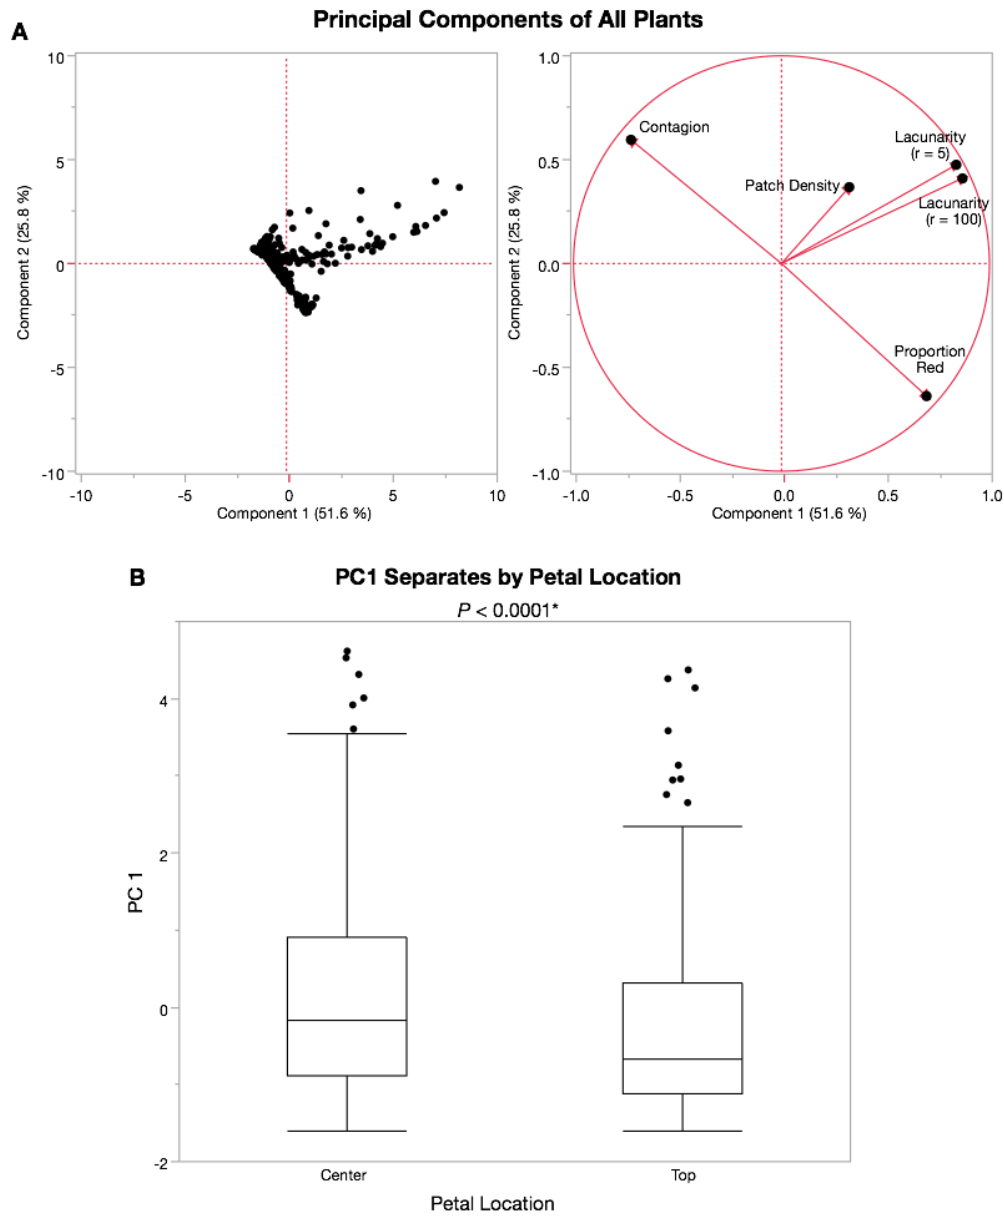 Principal Components of All Plants
A
10
5
0
-5
-10
-10
-5
0
5
10
Component 2 (25.8 %)
Component 1 (51.6 %)
1.0
0.5
0.0
-0.5
-1.0
-1.0
-0.5
0.0
0.5
1.0
Component 2 (25.8 %)
Component 1 (51.6 %)
Contagion
Patch Density
Lacunarity
(r = 5)
Lacunarity
(r = 100)
Proportion
Red
B
PC1 Separates by Petal Location
P < 0.0001*
4
2
0
-2
PC 1
Center
Top
Petal Location